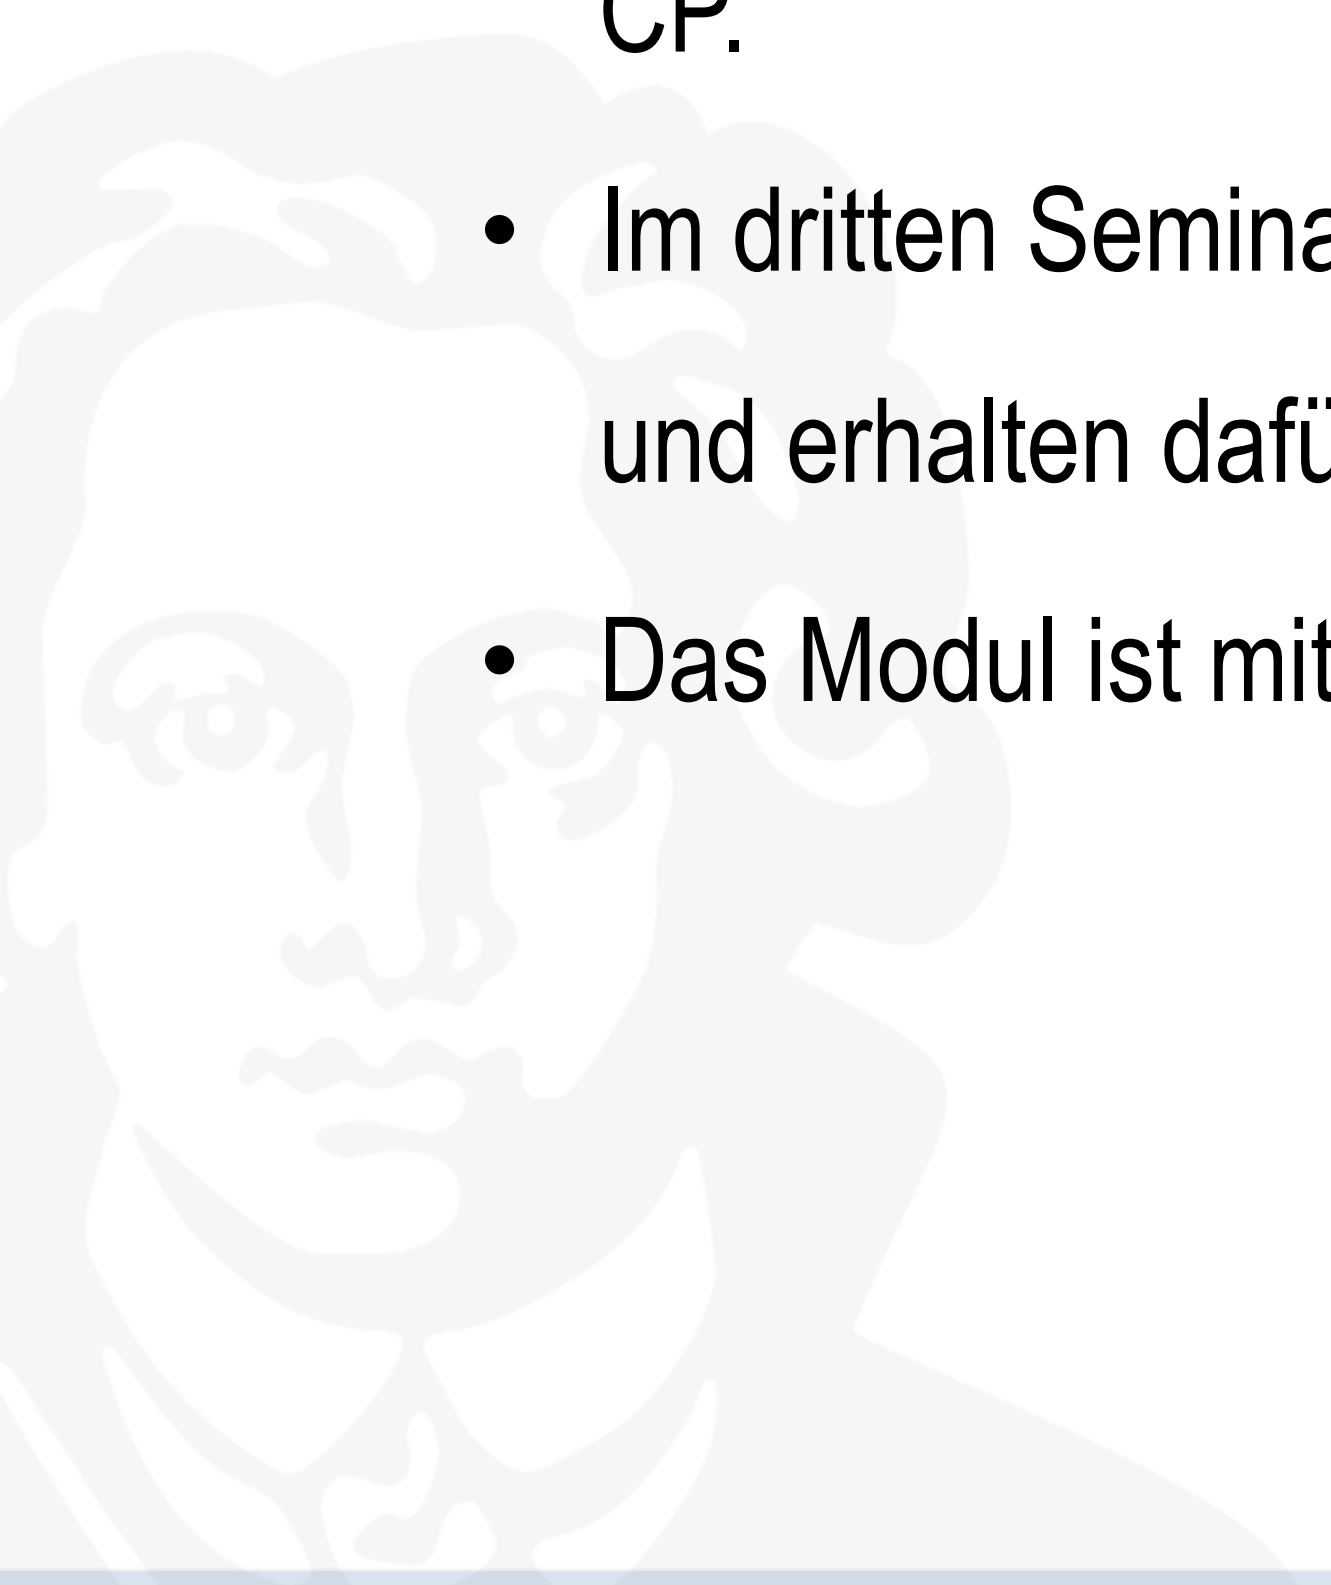 CP.
• Im dritten Semina
und erhalten dafü
• Das Modul ist mit